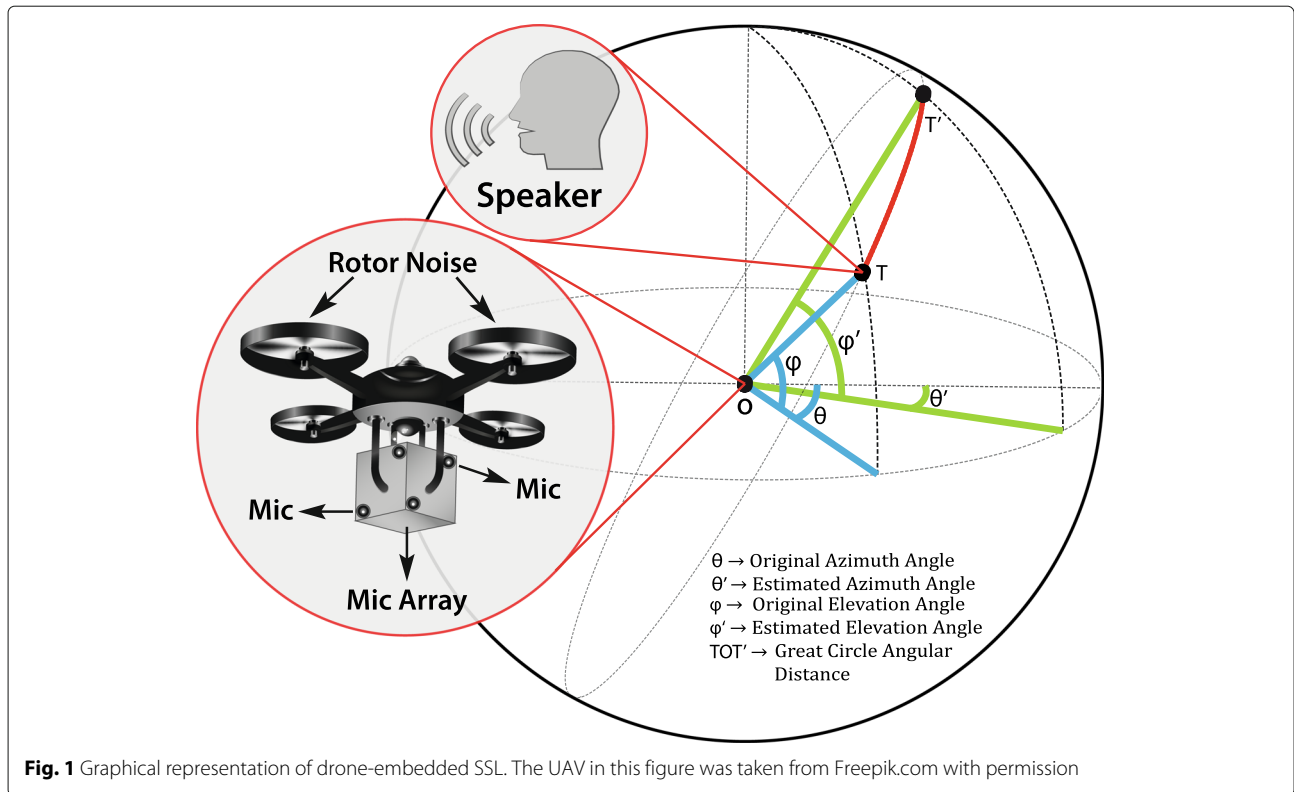 Speaker
Rotor Noise
Mic
Mic
Mic Array
T′
T
φ′
φ
θ′
θ
O
θ → Original Azimuth Angle
θ′ → Estimated Azimuth Angle
φ → Original Elevation Angle
φ‘ → Estimated Elevation Angle
TOT′ → Great Circle Angular
Distance
Fig. 1 Graphical representation of drone-embedded SSL. The UAV in this figure was taken from Freepik.com with permission